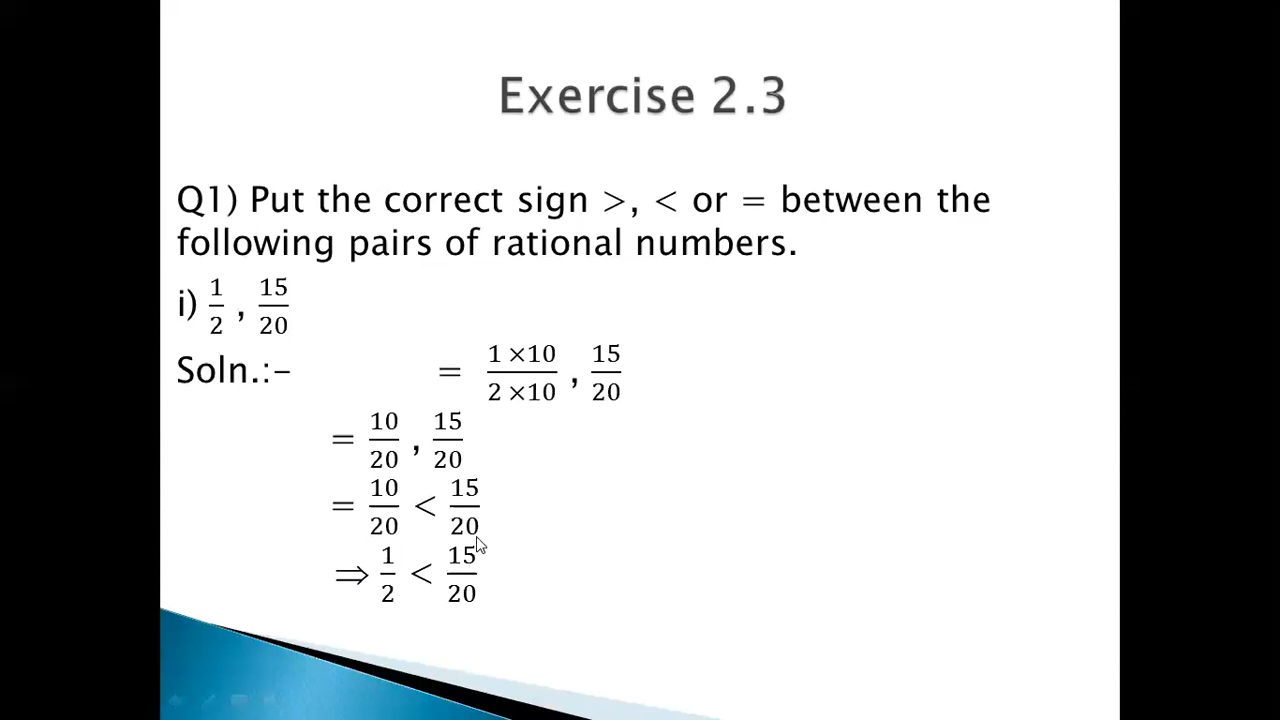 Exercise 2.3
Q1) Put the correct sign >, < or = between the
following pairs of rational numbers.
i) 1/2 , 15/20
Soln.:- = 1 ×10/2 ×10 , 15/20
= 10/20 , 15/20
= 10/20 < 15/20
⇒ 1/2 < 15/20